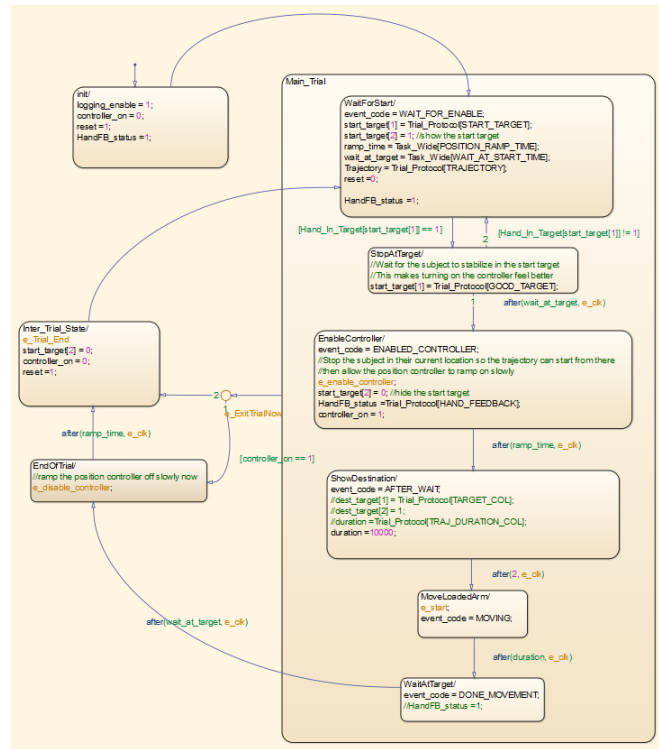 init/
logging_enable = 1;
controller_on = 0;
reset =1;
HandFB_status =1;
Main_Trial
WaitForStart/
event_code = WAIT_FOR_ENABLE;
start_target[1] = Trial_Protocol[START_TARGET];
start_target[2] = 1; //show the start target
ramp_time = Task_Wide[POSITION_RAMP_TIME];
wait_at_target = Task_Wide[WAIT_AT_START_TIME];
Trajectory = Trial_Protocol[TRAJECTORY];
reset =0;
HandFB_status =1;
[Hand_In_Target[start_target[1]] == 1]
2
[Hand_In_Target[start_target[1]] != 1]
StopAtTarget/
//Wait for the subject to stabilize in the start target
//This makes turning on the controller feel better
start_target[1] = Trial_Protocol[GOOD_TARGET];
1
after(wait_at_target, e_clk)
Inter_Trial_State/
e_Trial_End
start_target[2] = 0;
controller_on = 0;
reset =1;
EnableController/
event_code = ENABLED_CONTROLLER;
//Stop the subject in their current location so the trajectory can start from there
//then allow the position controller to ramp on slowly
e_enable_controller;
start_target[2] = 0; //hide the start target
HandFB_status =Trial_Protocol[HAND_FEEDBACK];
controller_on = 1;
2
1
e_ExitTrialNow
after(ramp_time, e_clk)
[controller_on == 1]
after(ramp_time, e_clk)
EndOfTrial/
//ramp the position controller off slowly now
e_disable_controller;
ShowDestination/
event_code = AFTER_WAIT;
//dest_target[1] = Trial_Protocol[TARGET_COL];
//dest_target[2] = 1;
//duration =Trial_Protocol[TRAJ_DURATION_COL];
duration =10000;
after(2, e_clk)
MoveLoadedArm/
e_start;
event_code = MOVING;
after(wait_at_target, e_clk)
after(duration, e_clk)
WaitAtTarget/
event_code = DONE_MOVEMENT;
//HandFB_status =1;